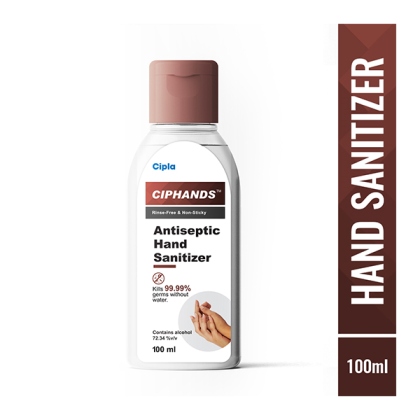 Cipla
CIPHANDS™
Rinse-Free & Non-Sticky
Antiseptic
Hand
Sanitizer
Kills 99.99%
germs without
water.
Contains alcohol
72.34 %v/v
100 ml
HAND SANITIZER
100ml